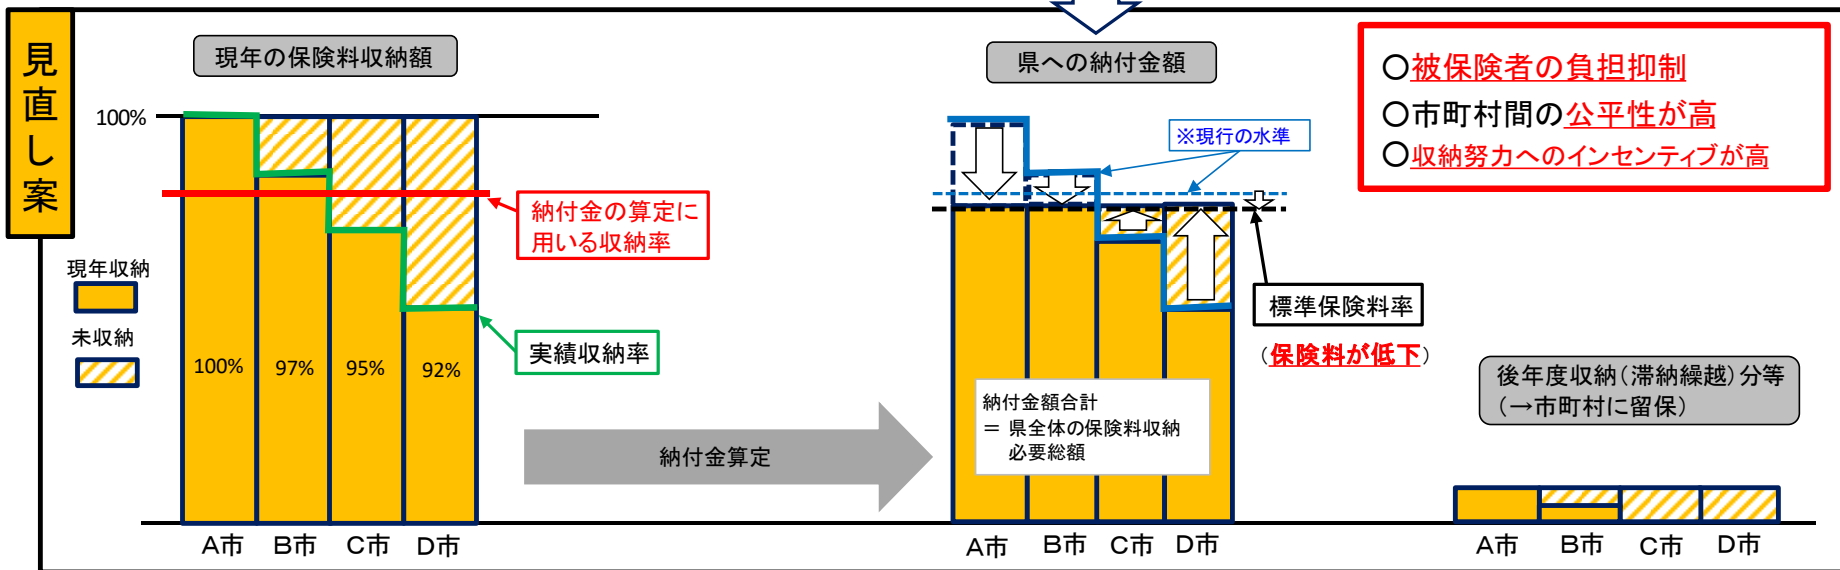 見直し案
現年の保険料収納額
100%
納付金の算定に
用いる収納率
現年収納
未収納
実績収納率
100%
97%
95%
92%
A市
B市
C市
D市
納付金算定
県への納付金額
※現行の水準
標準保険料率
（保険料が低下）
納付金額合計
＝ 県全体の保険料収納
必要総額
A市
B市
C市
D市
○被保険者の負担抑制
○市町村間の公平性が高
○収納努力へのインセンティブが高
後年度収納（滞納繰越）分等
（→市町村に留保）
A市
B市
C市
D市